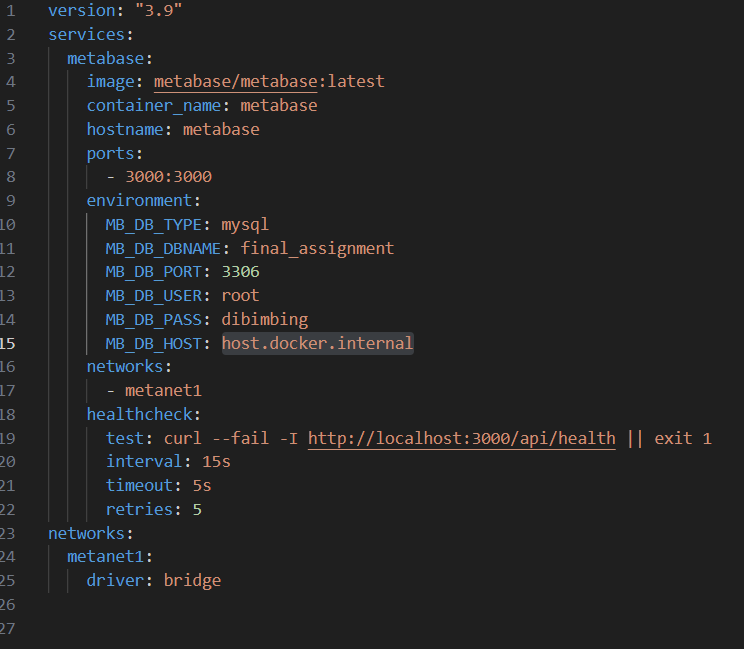 1 version: "3.9"
2 services:
3   metabase:
4     image: metabase/metabase:latest
5     container_name: metabase
6     hostname: metabase
7     ports:
8       - 3000:3000
9     environment:
10       MB_DB_TYPE: mysql
11       MB_DB_DBNAME: final_assignment
12       MB_DB_PORT: 3306
13       MB_DB_USER: root
14       MB_DB_PASS: dibimbing
15       MB_DB_HOST: host.docker.internal
16     networks:
17       - metanet1
18     healthcheck:
19       test: curl --fail -I http://localhost:3000/api/health || exit 1
20       interval: 15s
21       timeout: 5s
22       retries: 5
23 networks:
24   metanet1:
25     driver: bridge
26
27